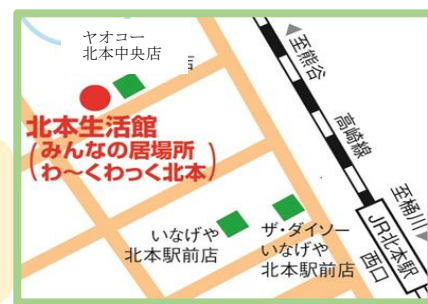 ヤオコー
北本中央店
北本生活館
(みんなの居場所
わ～くわっく北本)
いなげや
北本駅前店
ザ・ダイソー
いなげや
北本駅前店
至熊谷
高崎線
至桶川
JR北本駅
西口